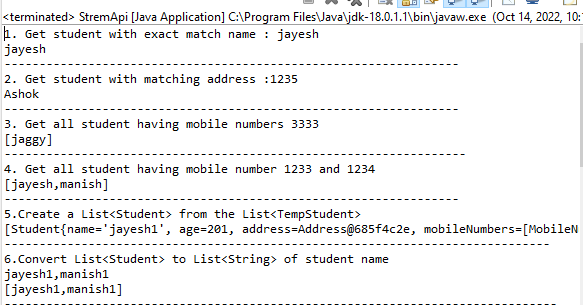 <terminated> StremApi [Java Application] C:\Program Files\Java\jdk-18.0.1.1\bin\javaw.exe (Oct 14, 2022, 10:
1. Get student with exact match name : jayesh
jayesh
-----------------------------------------------------------------
2. Get student with matching address :1235
Ashok
-----------------------------------------------------------------
3. Get all student having mobile numbers 3333
[jaggy]
------------------------------------------------------------------
4. Get all student having mobile number 1233 and 1234
[jayesh,manish]
-----------------------------------------------------------------
5.Create a List<Student> from the List<TempStudent>
[Student{name='jayesh1', age=201, address=Address@685f4c2e, mobileNumbers=[MobileN
------------------------------------------------------------------------------
6.Convert List<Student> to List<String> of student name
jayesh1,manish1
[jayesh1,manish1]
-------------------------------------------------------------------------------